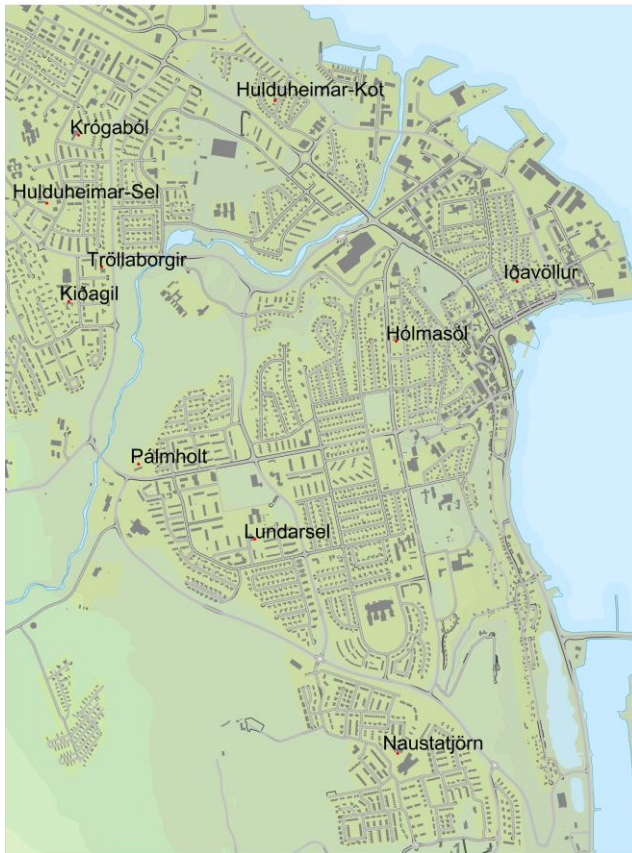 Hulduheimar-Kot
Krógaból
Hulduheimar-Sel
Tröllaborgir
Kiðagil
Iðavöllur
Hólmasól
Pálmholt
Lundarsel
Naustatjörn